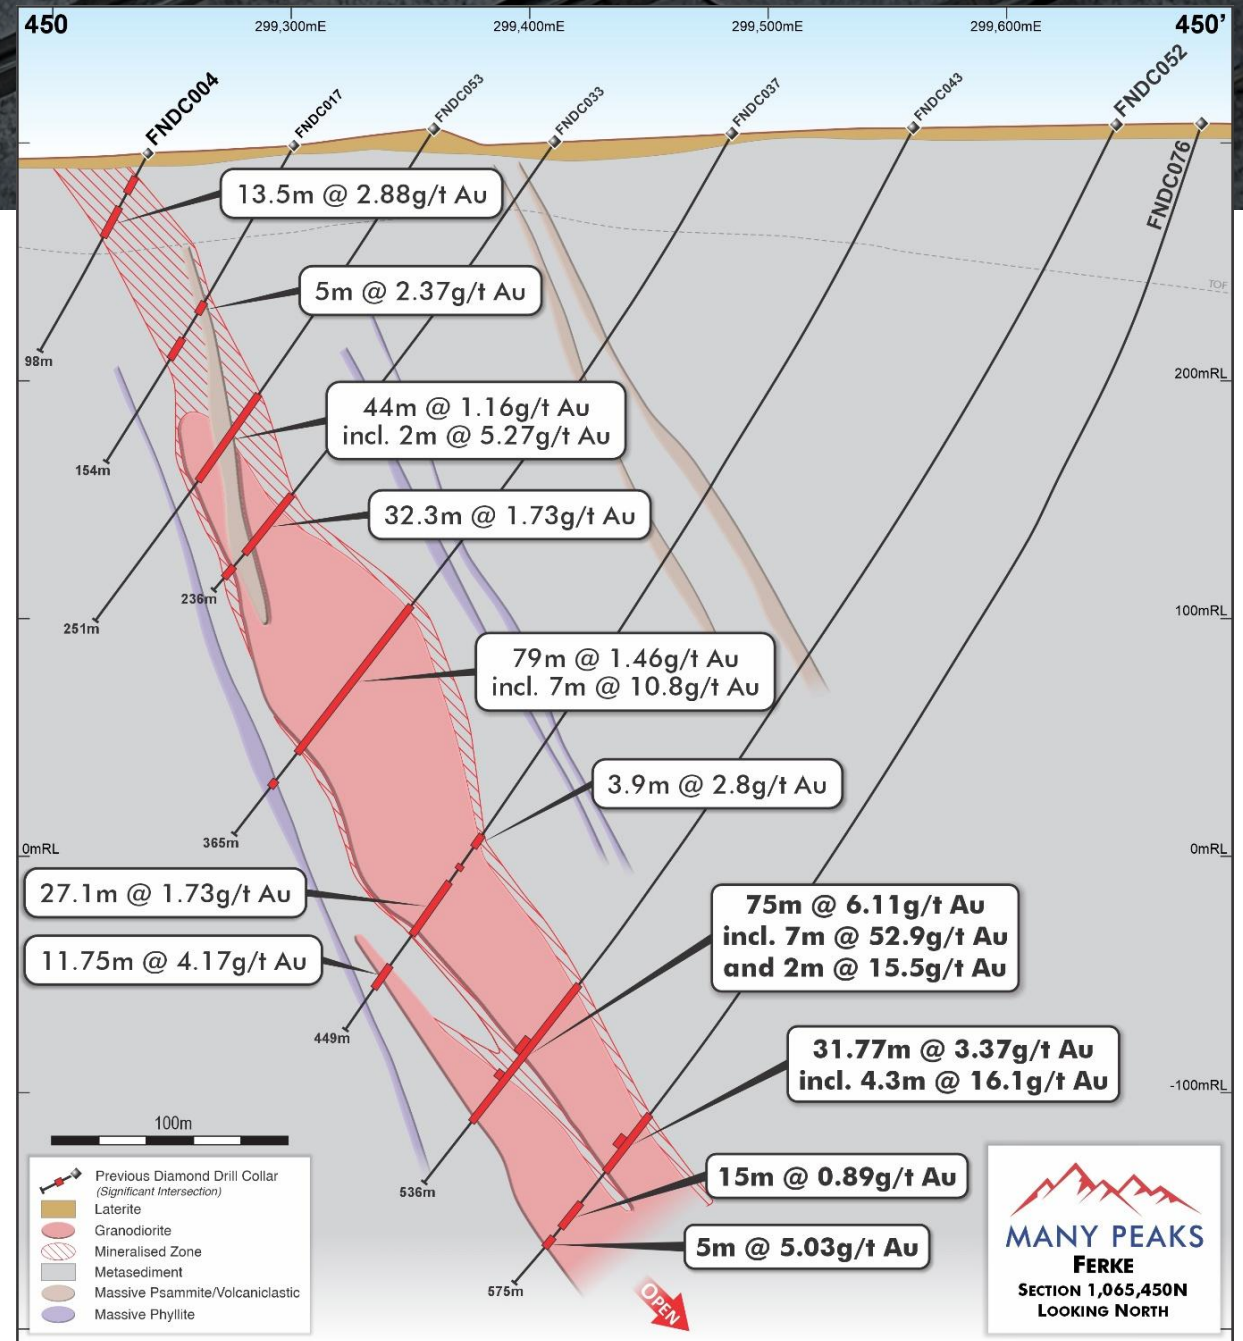 450
299,300mE
299,400mE
299,500mE
299,600mE
450'
FNDC004
FNDC017
FNDC053
FNDC033
FNDC037
FNDC043
FNDC052
FNDC076
13.5m @ 2.88g/t Au
5m @ 2.37g/t Au
TOF
98m
200mRL
44m @ 1.16g/t Au
incl. 2m @ 5.27g/t Au
154m
32.3m @ 1.73g/t Au
236m
251m
100mRL
79m @ 1.46g/t Au
incl. 7m @ 10.8g/t Au
3.9m @ 2.8g/t Au
365m
0mRL
0mRL
27.1m @ 1.73g/t Au
75m @ 6.11g/t Au
incl. 7m @ 52.9g/t Au
and 2m @ 15.5g/t Au
11.75m @ 4.17g/t Au
449m
31.77m @ 3.37g/t Au
incl. 4.3m @ 16.1g/t Au
-100mRL
100m
15m @ 0.89g/t Au
536m
5m @ 5.03g/t Au
575m
OPEN
Previous Diamond Drill Collar
(Significant Intersection)
Laterite
Granodiorite
Mineralised Zone
Metasediment
Massive Psammite/Volcaniclastic
Massive Phyllite
MANY PEAKS
FERKE
SECTION 1,065,450N
LOOKING NORTH